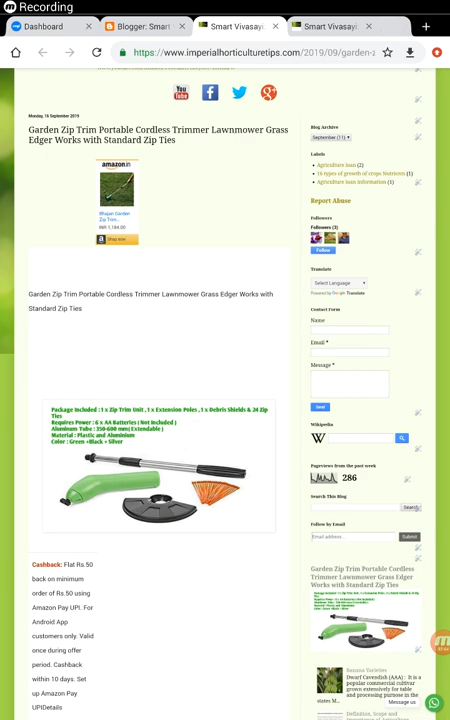 Recording
Dashboard
Blogger: Smart
Smart Vivasayi.
Smart Vivasayi.
https://www.imperialhorticulturetips.com/2019/09/garden-z
You Tube
Monday, 16 September 2019
Garden Zip Trim Portable Cordless Trimmer Lawnmower Grass
Edger Works with Standard Zip Ties
amazon.in
Bhajan Garden
Zip Trim...
INR 1,184.00
Shop now
Garden Zip Trim Portable Cordless Trimmer Lawnmower Grass Edger Works with
Standard Zip Ties
Package Included : 1 x Zip Trim Unit , 1 x Extension Poles , 1 x Debris Shields & 24 Zip
Ties
Requires Power : 6 x AA Batteries ( Not Included )
Aluminum Tube : 350-600 mm( Extendable )
Material : Plastic and Aluminium
Color : Green +Black + Silver
Cashback: Flat Rs.50
back on minimum
order of Rs.50 using
Amazon Pay UPI. For
Android App
customers only. Valid
once during offer
period. Cashback
within 10 days. Set
up Amazon Pay
UPIDetails
Blog Archive
September (11)
Labels
Agriculture loan (2)
16 types of growth of crops Nutrients (1)
Agriculture loan information (1)
Report Abuse
Followers
Followers (3)
Follow
Translate
Select Language
Powered by Google Translate
Contact Form
Name
Email *
Message *
Send
Wikipedia
W
Pageviews from the past week
286
Search This Blog
Search
Follow by Email
Email address...
Submit
Garden Zip Trim Portable Cordless
Trimmer Lawnmower Grass Edger
Works with Standard Zip Ties
Banana Varieties
Dwarf Cavendish (AAA) : It is a
popular commercial cultivar
grown extensively for table
and processing purpose in the
states M...
Message us
Definition, Scope and